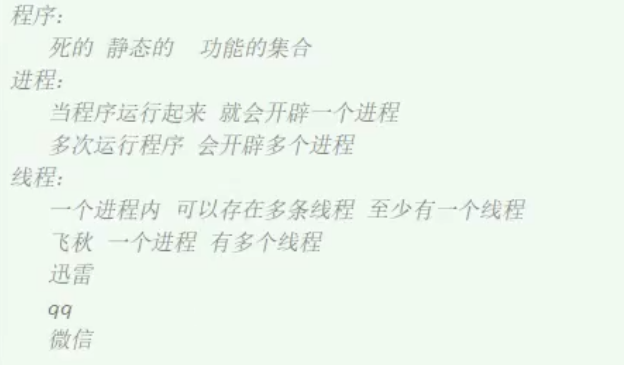 程序：
死的 静态的 功能的集合
进程：
当程序运行起来 就会开辟一个进程
多次运行程序 会开辟多个进程
线程：
一个进程内 可以存在多条线程 至少有一个线程
飞秋 一个进程 有多个线程
迅雷
qq
微信